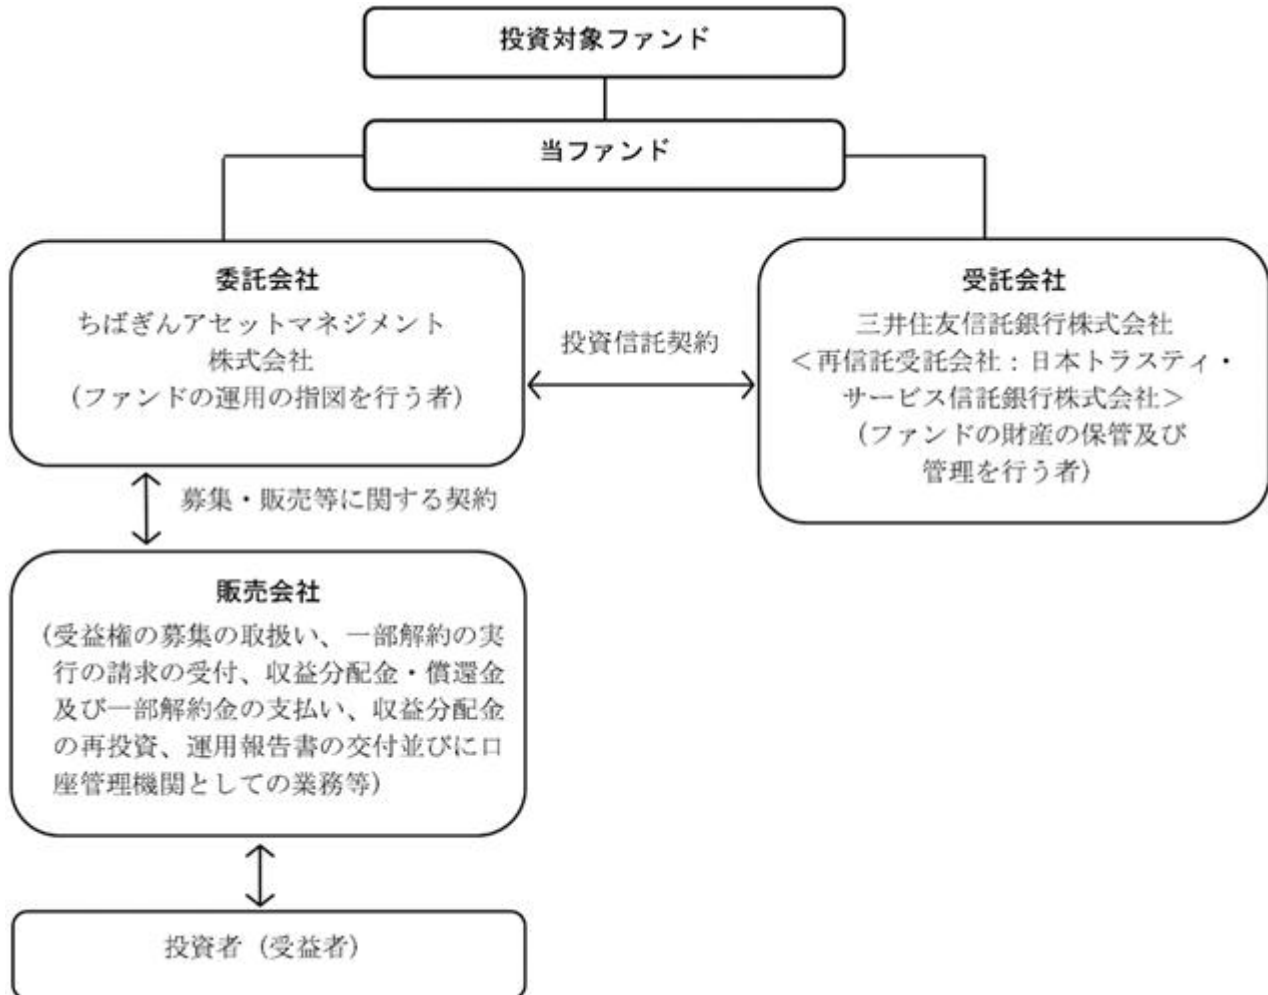 投資対象ファンド
当ファンド
委託会社
ちばぎんアセットマネジメント
株式会社
(ファンドの運用の指図を行う者)
投資信託契約
受託会社
三井住友信託銀行株式会社
＜再信託受託会社：日本トラスティ・
サービス信託銀行株式会社＞
(ファンドの財産の保管及び
管理を行う者)
募集・販売等に関する契約
販売会社
(受益権の募集の取扱い、一部解約の実
行の請求の受付、収益分配金・償還金
及び一部解約金の支払い、収益分配金
の再投資、運用報告書の交付並びに口
座管理機関としての業務等)
投資者（受益者）